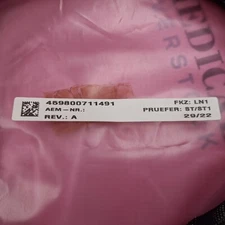 459800711491 FKZ: LN1
AEM-NR.: PRUEFER: ST/ST1
REV.: A 29/22